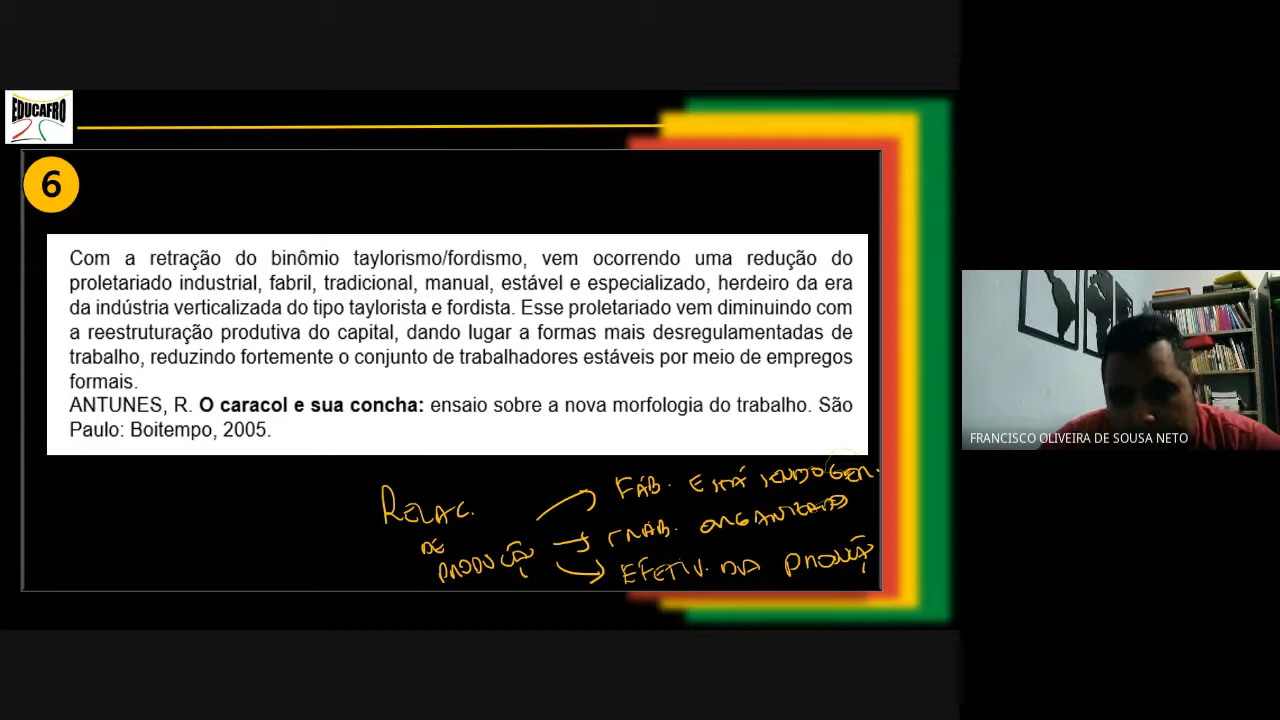 EDUCAFRO
6
Com a retração do binômio taylorismo/fordismo, vem ocorrendo uma redução do
proletariado industrial, fabril, tradicional, manual, estável e especializado, herdeiro da era
da indústria verticalizada do tipo taylorista e fordista. Esse proletariado vem diminuindo com
a reestruturação produtiva do capital, dando lugar a formas mais desregulamentadas de
trabalho, reduzindo fortemente o conjunto de trabalhadores estáveis por meio de empregos
formais.
ANTUNES, R. O caracol e sua concha: ensaio sobre a nova morfologia do trabalho. São
Paulo: Boitempo, 2005.
RELAC.
DE
PRODUÇÃO
FÁB. ESTÁ SENDO GER.
TRAB. ORGANIZADO
EFETIV. DA
FRANCISCO OLIVEIRA DE SOUSA NETO